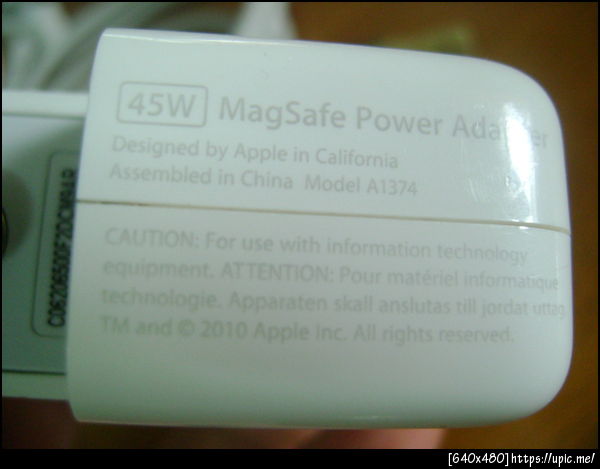 45W MagSafe Power Adapter
Designed by Apple in California
Assembled in China Model A1374
CAUTION: For use with information technology
equipment. ATTENTION: Pour matériel informatique
technologie. Apparaten skall anslutas till jordat uttag
TM and © 2010 Apple Inc. All rights reserved.
[640x480]https://upic.me/